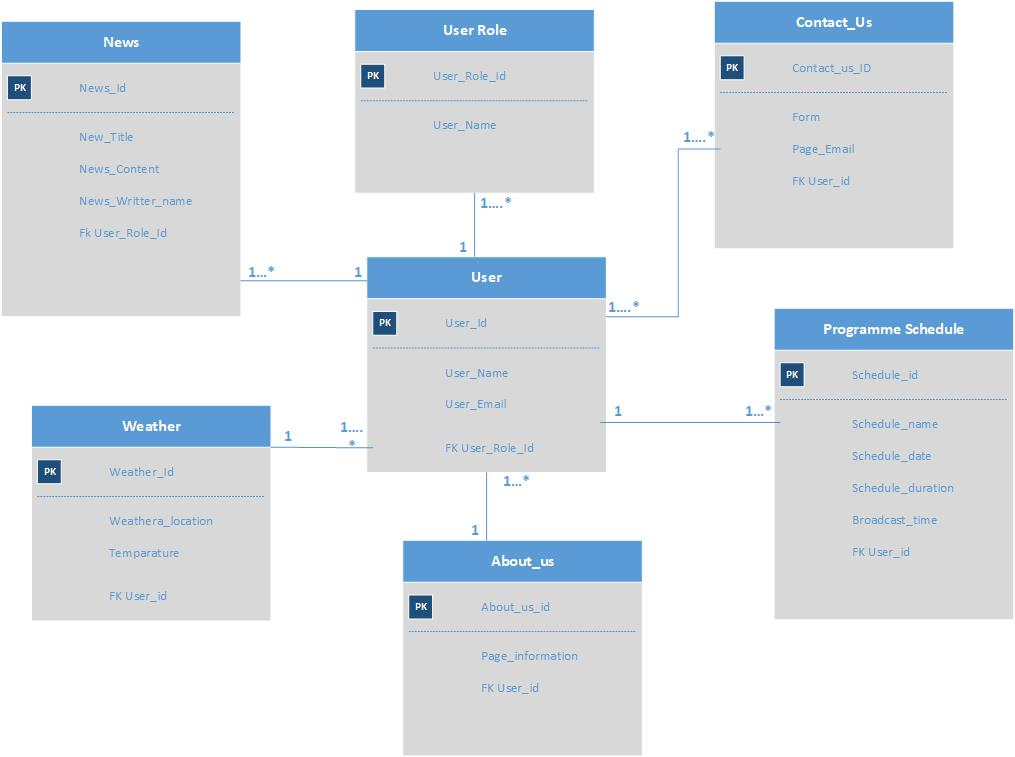 News
PK
News_Id
New_Title
News_Content
News_Writter_name
Fk User_Role_Id
User Role
PK
User_Role_Id
User_Name
Contact_Us
PK
Contact_us_ID
Form
Page_Email
FK User_id
1....*
1
1...*
1
1....*
1....*
User
PK
User_Id
User_Name
User_Email
FK User_Role_Id
Programme Schedule
PK
Schedule_id
Schedule_name
Schedule_date
Schedule_duration
Broadcast_time
FK User_id
1
1...*
Weather
PK
Weather_Id
Weathera_location
Temparature
FK User_id
1
1....
*
1...*
1
About_us
PK
About_us_id
Page_information
FK User_id